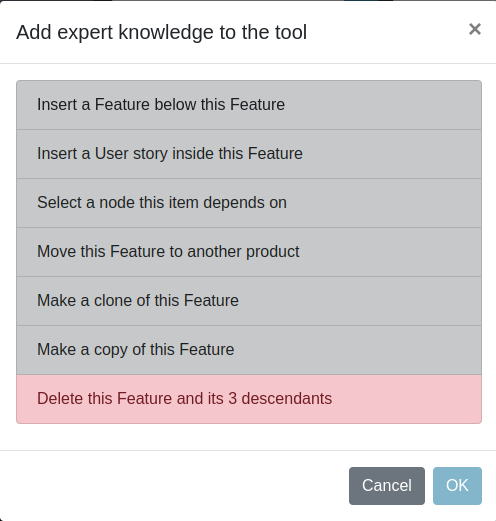 Add expert knowledge to the tool
×
Insert a Feature below this Feature
Insert a User story inside this Feature
Select a node this item depends on
Move this Feature to another product
Make a clone of this Feature
Make a copy of this Feature
Delete this Feature and its 3 descendants
Cancel OK